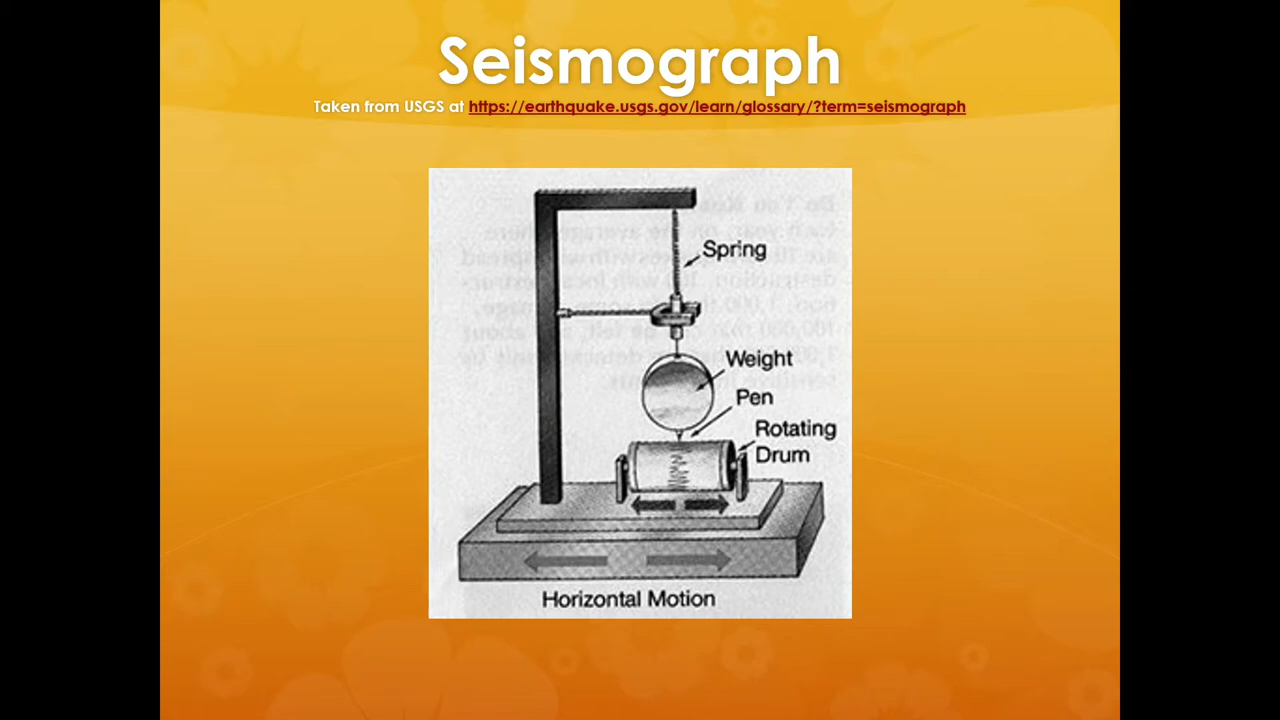 Seismograph
Taken from USGS at https://earthquake.usgs.gov/learn/glossary/?term=seismograph
Spring
Weight
Pen
Rotating
Drum
Horizontal Motion